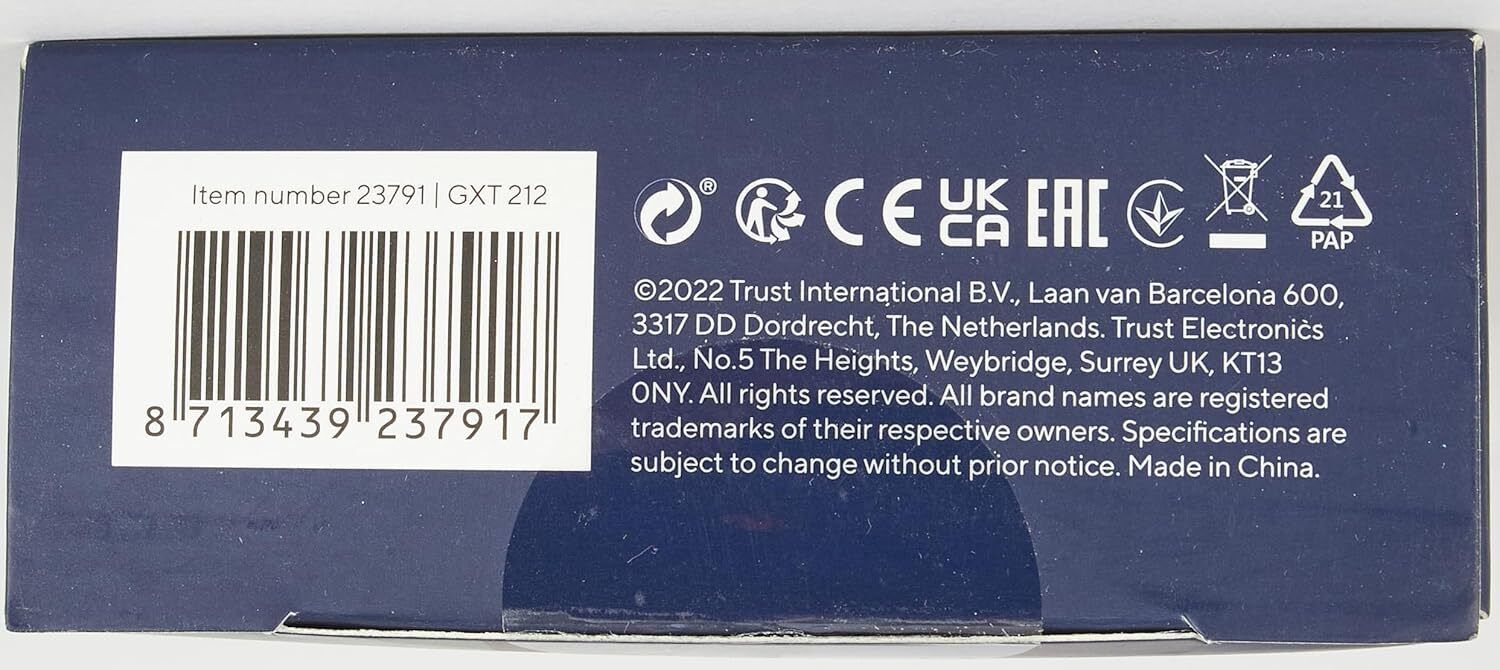 Item number 23791 | GXT 212
8 713439 237917
® CE UK CA EAC 21 PAP
©2022 Trust International B.V., Laan van Barcelona 600,
3317 DD Dordrecht, The Netherlands. Trust Electronics
Ltd., No.5 The Heights, Weybridge, Surrey UK, KT13
0NY. All rights reserved. All brand names are registered
trademarks of their respective owners. Specifications are
subject to change without prior notice. Made in China.